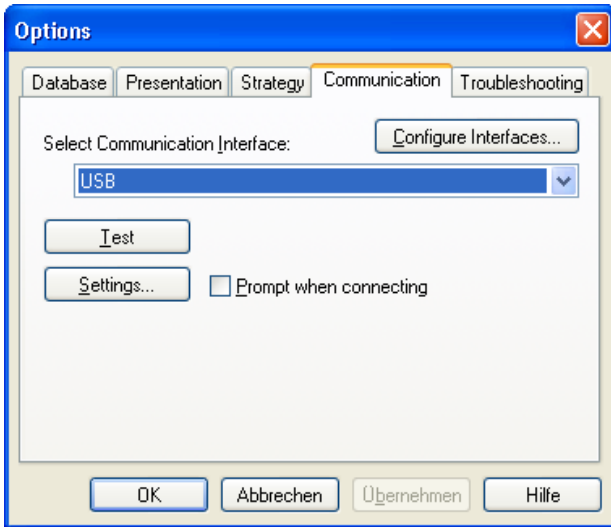 Options
Database Presentation Strategy Communication Troubleshooting
Select Communication Interface: Configure Interfaces...
USB
Test
Settings... Prompt when connecting
OK Abbrechen Übernehmen Hilfe